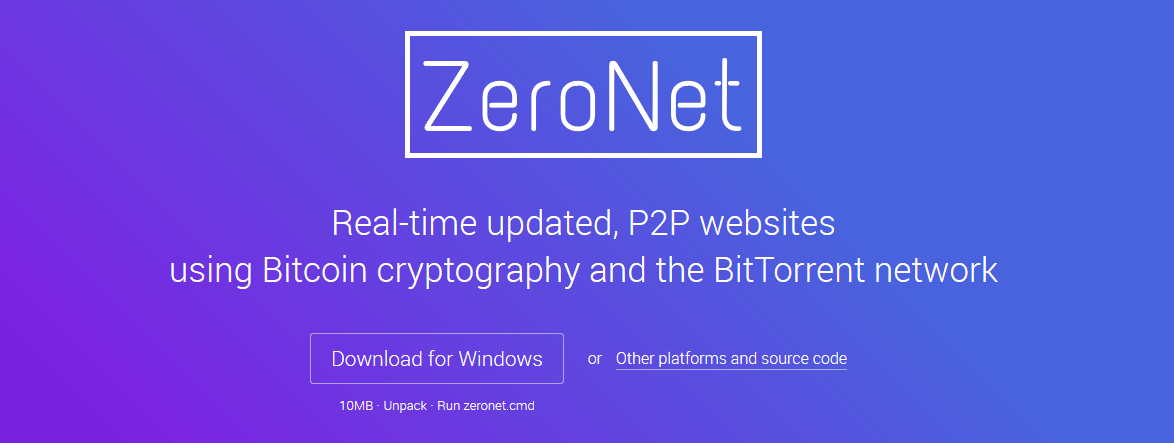 ZeroNet
Real-time updated, P2P websites
using Bitcoin cryptography and the BitTorrent network
Download for Windows or Other platforms and source code
10MB · Unpack · Run zeronet.cmd